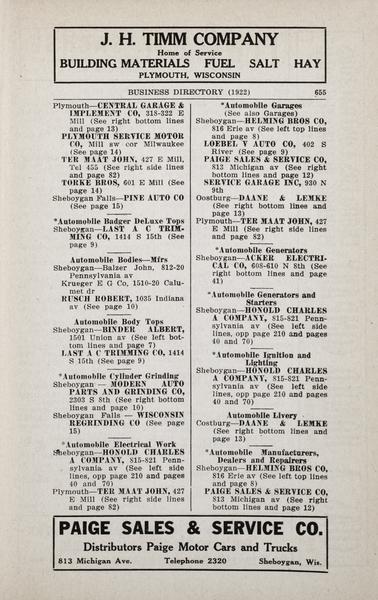 J. H. TIMM COMPANY
Home of Service
BUILDING MATERIALS FUEL SALT HAY
PLYMOUTH, WISCONSIN
BUSINESS DIRECTORY (1922) 655
Plymouth—CENTRAL GARAGE &
IMPLEMENT CO, 318-322 E
Mill (See right bottom lines
and page 13)
PLYMOUTH SERVICE MOTOR
CO, Mill sw cor Milwaukee
(See page 14)
TER MAAT JOHN, 427 E Mill,
Tel 455 (See right side lines
and page 82)
TORKE BROS, 601 E Mill (See
page 14)
Sheboygan Falls—PINE AUTO CO
(See page 15)
*Automobile Badger DeLuxe Tops
Sheboygan—LAST A C TRIM-
MING CO, 1414 S 15th (See
page 9)
Automobile Bodies—Mfrs
Sheboygan—Balzer John, 812-20
Pennsylvania av
Krueger E G Co, 1510-20 Calu-
met dr
RUSCH ROBERT, 1035 Indiana
av (See page 10)
Automobile Body Tops
Sheboygan—BINDER ALBERT,
1501 Union av (See left bot-
tom lines and page 7)
LAST A C TRIMMING CO, 1414
S 15th (See page 9)
*Automobile Cylinder Grinding
Sheboygan — MODERN AUTO
PARTS AND GRINDING CO,
2303 S 8th (See right bottom
lines and page 10)
Sheboygan Falls — WISCONSIN
REGRINDING CO (See page
15)
*Automobile Electrical Work
Sheboygan—HONOLD CHARLES
A COMPANY, 815-821 Penn-
sylvania av (See left side
lines, opp page 210 and pages
40 and 70)
Plymouth—TER MAAT JOHN, 427
E Mill (See right side lines
and page 82)
*Automobile Garages
(See also Garages)
Sheboygan—HELMING BROS CO,
816 Erie av (See left top lines
and page 8)
LOEBEL V AUTO CO, 402 S
River (See page 9)
PAIGE SALES & SERVICE CO,
813 Michigan av (See right
bottom lines and page 12)
SERVICE GARAGE INC, 930 N
9th
Oostburg—DAANE & LEMKE
(See right bottom lines and page
13)
Plymouth—TER MAAT JOHN, 427
E Mill (See right side lines
and page 82)
*Automobile Generators
Sheboygan—ACKER ELECTRI-
CAL CO, 608-610 N 8th (See
right bottom lines and page
41)
*Automobile Generators and
Starters
Sheboygan—HONOLD CHARLES
A COMPANY, 815-821 Penn-
sylvania av (See left side
lines, opp page 210 and pages
40 and 70)
*Automobile Ignition and
Lighting
Sheboygan—HONOLD CHARLES
A COMPANY, 815-821 Penn-
sylvania av (See left side
lines, opp page 210 and pages
40 and 70)
Automobile Livery
Oostburg—DAANE & LEMKE
(See right bottom lines and
page 13)
*Automobile Manufacturers,
Dealers and Repairers
Sheboygan—HELMING BROS CO,
816 Erie av (See left top lines
and page 8)
PAIGE SALES & SERVICE CO,
813 Michigan av (See right
bottom lines and page 12)
PAIGE SALES & SERVICE CO.
Distributors Paige Motor Cars and Trucks
813 Michigan Ave. Telephone 2320 Sheboygan, Wis.